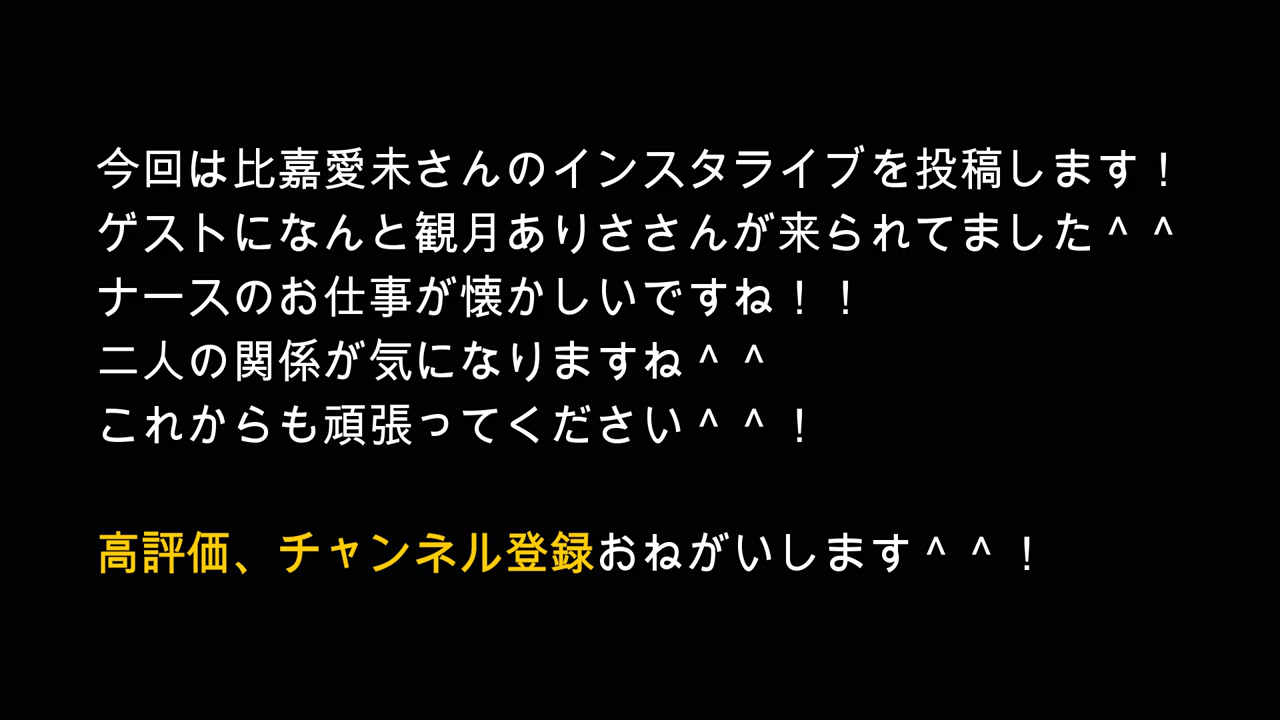 今回は比嘉愛未さんのインスタライブを投稿します！
ゲストになんと観月ありささんが来られてました＾＾
ナースのお仕事が懐かしいですね！！
二人の関係が気になりますね＾＾
これからも頑張ってください＾＾！
高評価、チャンネル登録おねがいします＾＾！